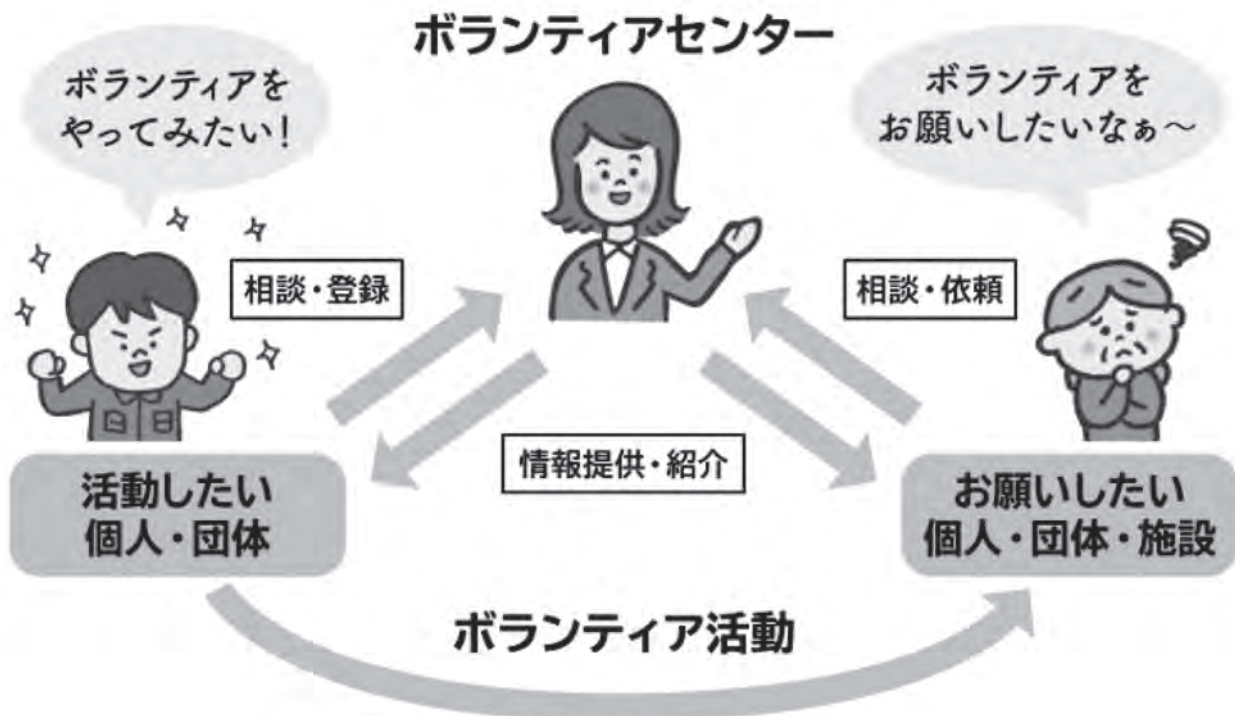 ボランティアセンター
ボランティアを
やってみたい!
ボランティアを
お願いしたいなぁ〜
相談・登録
相談・依頼
情報提供・紹介
活動したい
個人・団体
お願いしたい
個人・団体・施設
ボランティア活動